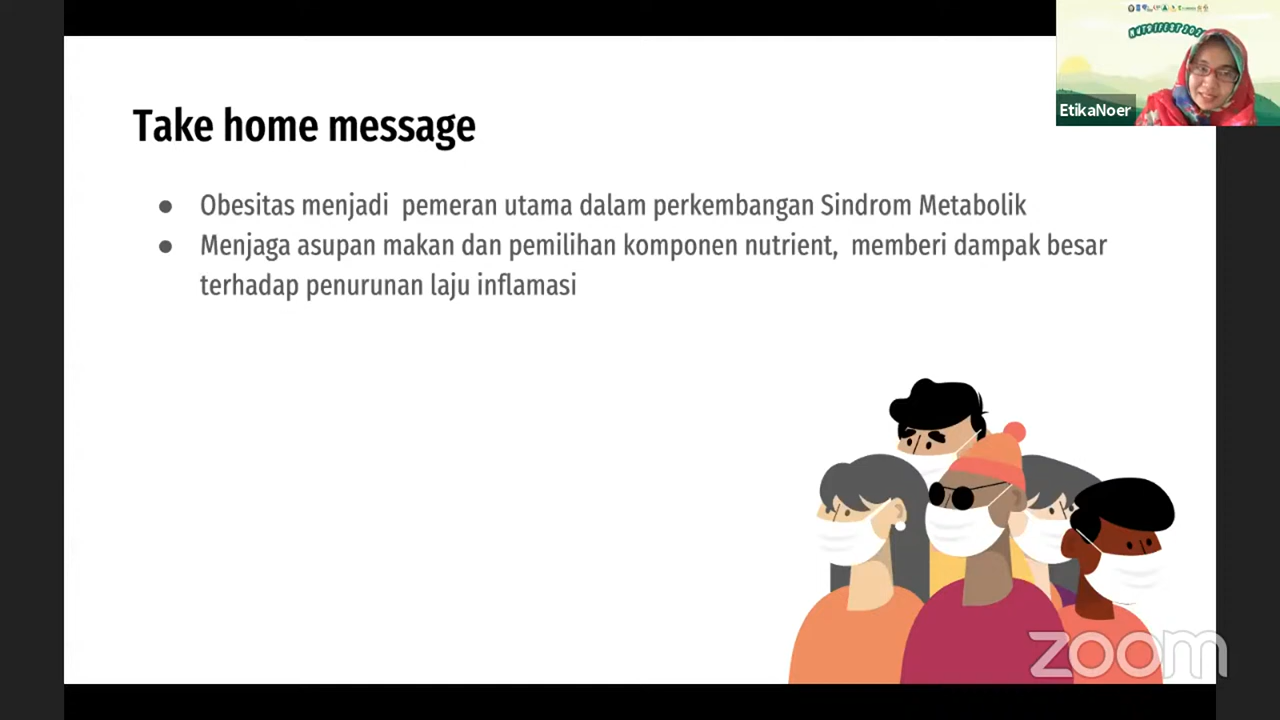 Take home message
● Obesitas menjadi pemeran utama dalam perkembangan Sindrom Metabolik
● Menjaga asupan makan dan pemilihan komponen nutrient, memberi dampak besar
terhadap penurunan laju inflamasi
EtikaNoer
zoom